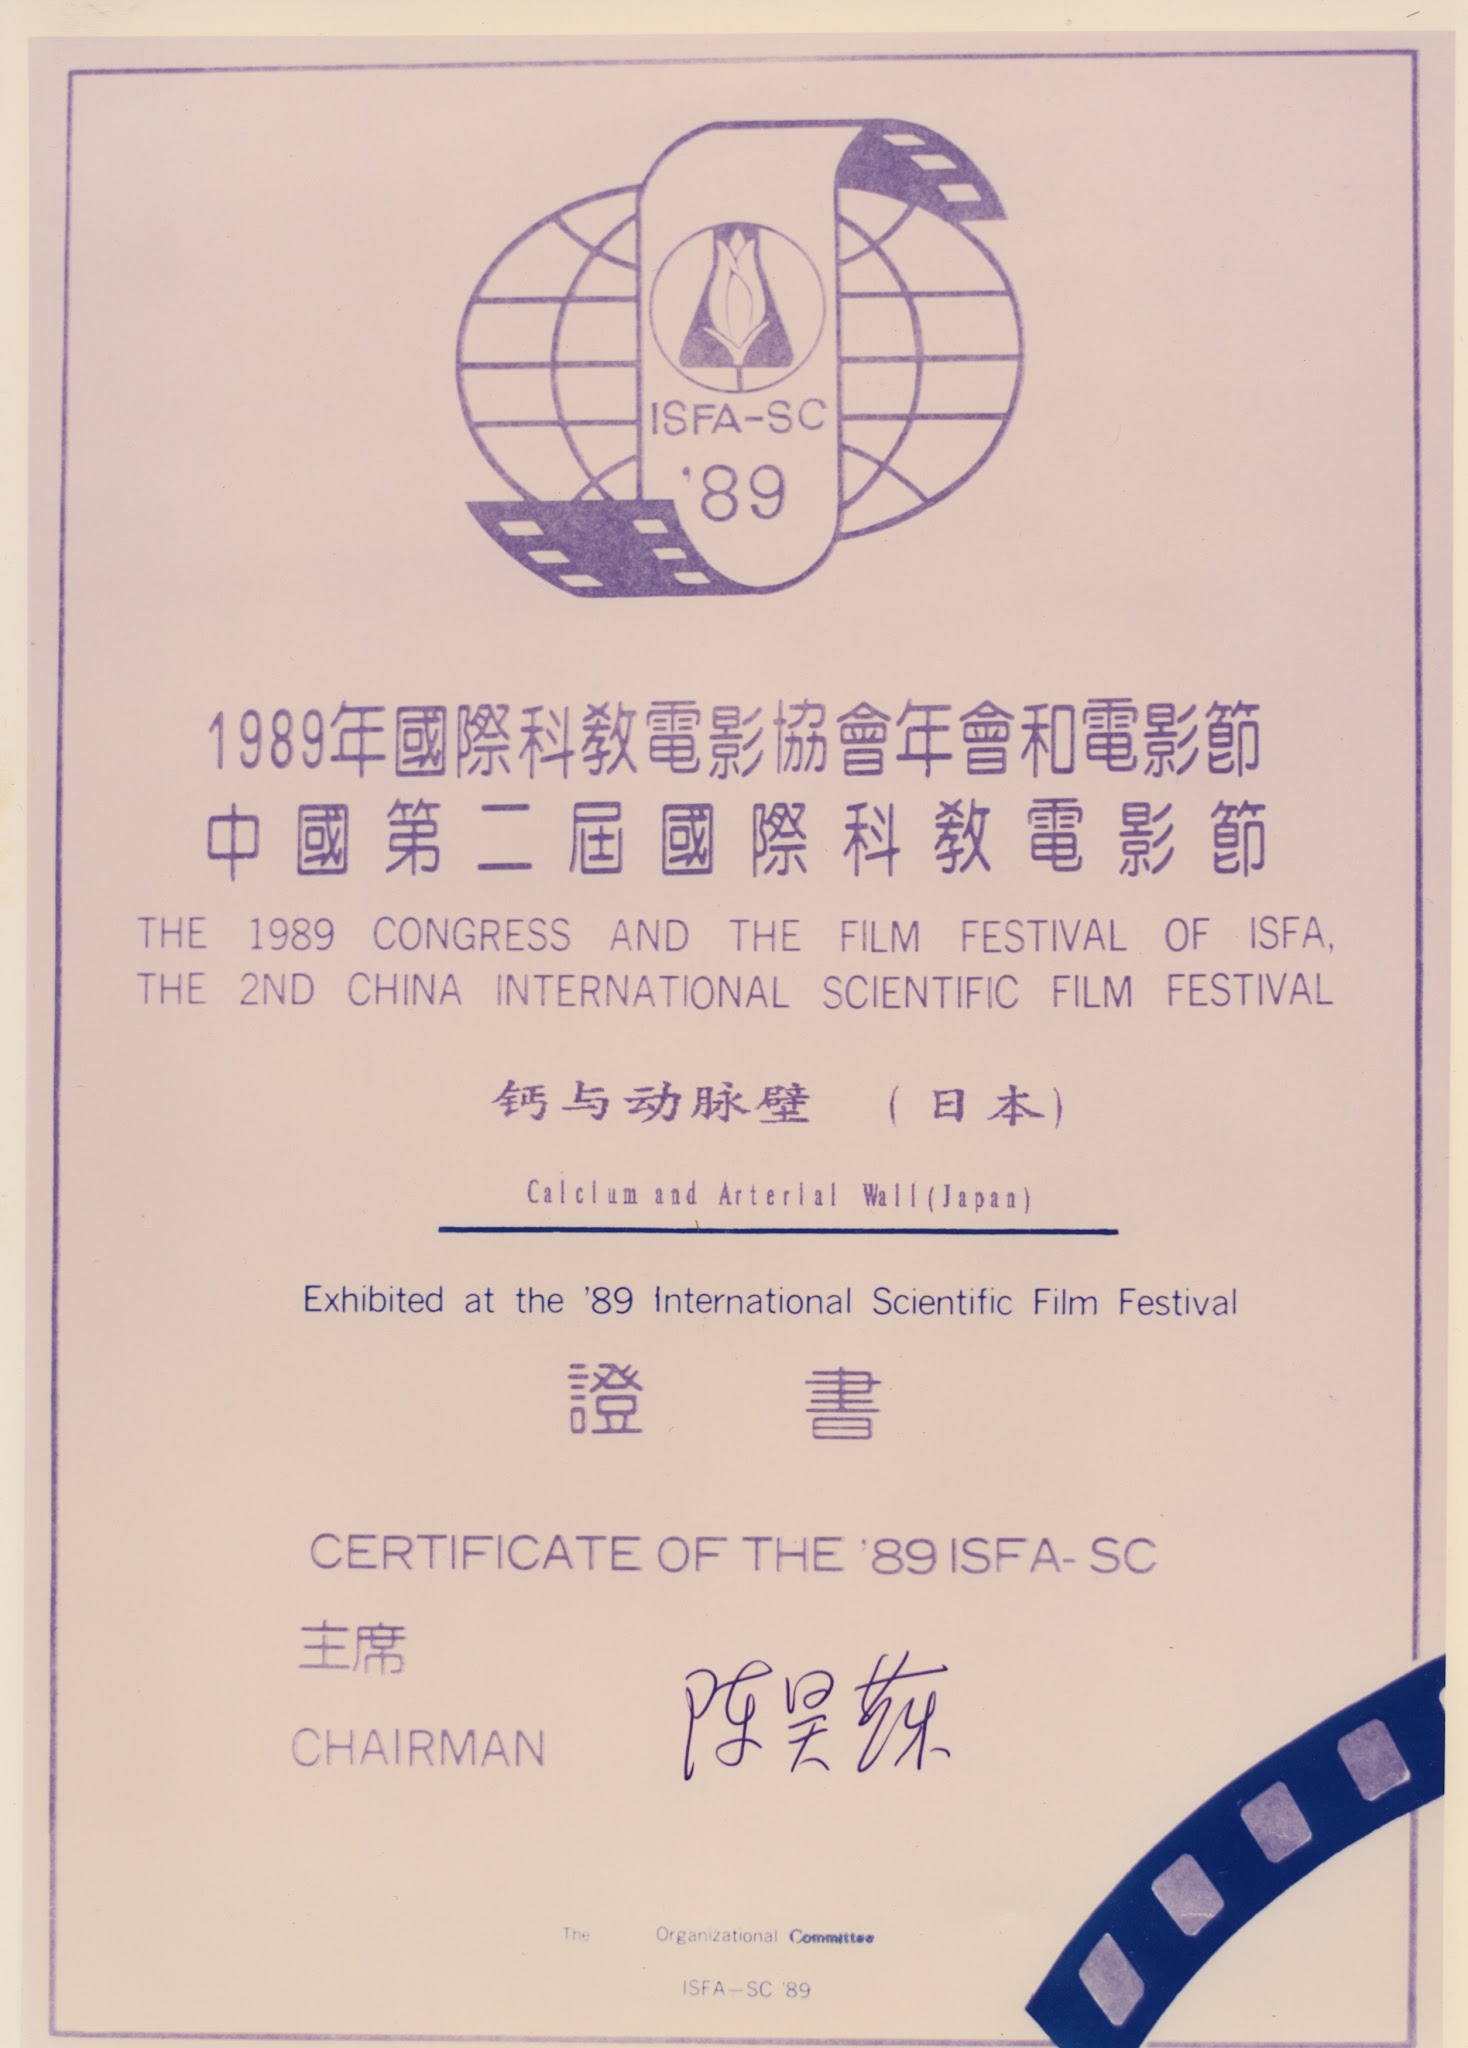 ISFA-SC
'89
1989年國際科教電影協會年會和電影節
中國第二屆國際科教電影節
THE 1989 CONGRESS AND THE FILM FESTIVAL OF ISFA,
THE 2ND CHINA INTERNATIONAL SCIENTIFIC FILM FESTIVAL
钙与动脉壁 (日本)
Calcium and Arterial Wall(Japan)
Exhibited at the '89 International Scientific Film Festival
證 書
CERTIFICATE OF THE '89 ISFA-SC
主席
CHAIRMAN
The Organizational Committee
ISFA-SC '89